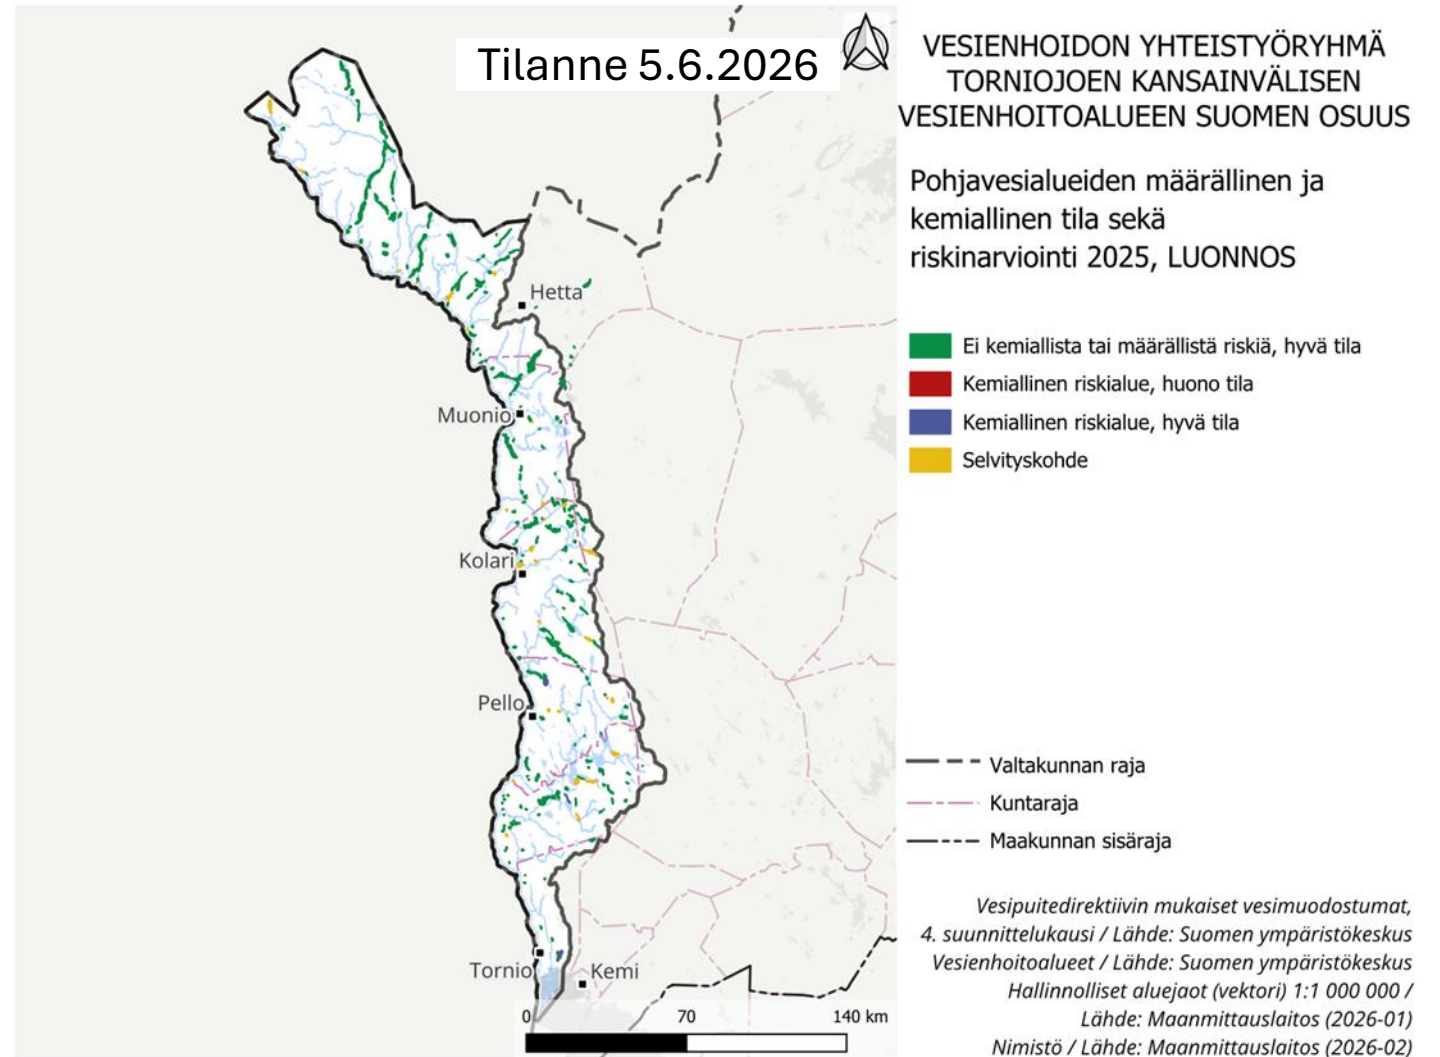 Tilanne 5.6.2026
VESIENHOIDON YHTEISTYÖRYHMÄ
TORNIOJOEN KANSAINVÄLISEN
VESIENHOITOALUEEN SUOMEN OSUUS
Pohjavesialueiden määrällinen ja
kemiallinen tila sekä
riskinarviointi 2025, LUONNOS
Ei kemiallista tai määrällistä riskiä, hyvä tila
Kemiallinen riskialue, huono tila
Kemiallinen riskialue, hyvä tila
Selvityskohde
Hetta
Muonio
Kolari
Pello
Tornio
Kemi
0
70
140 km
Valtakunnan raja
Kuntaraja
Maakunnan sisäraja
Vesipuitedirektiivin mukaiset vesimuodostumat,
4. suunnittelukausi / Lähde: Suomen ympäristökeskus
Vesienhoitoalueet / Lähde: Suomen ympäristökeskus
Hallinnolliset aluejaot (vektori) 1:1 000 000 /
Lähde: Maanmittauslaitos (2026-01)
Nimistö / Lähde: Maanmittauslaitos (2026-02)